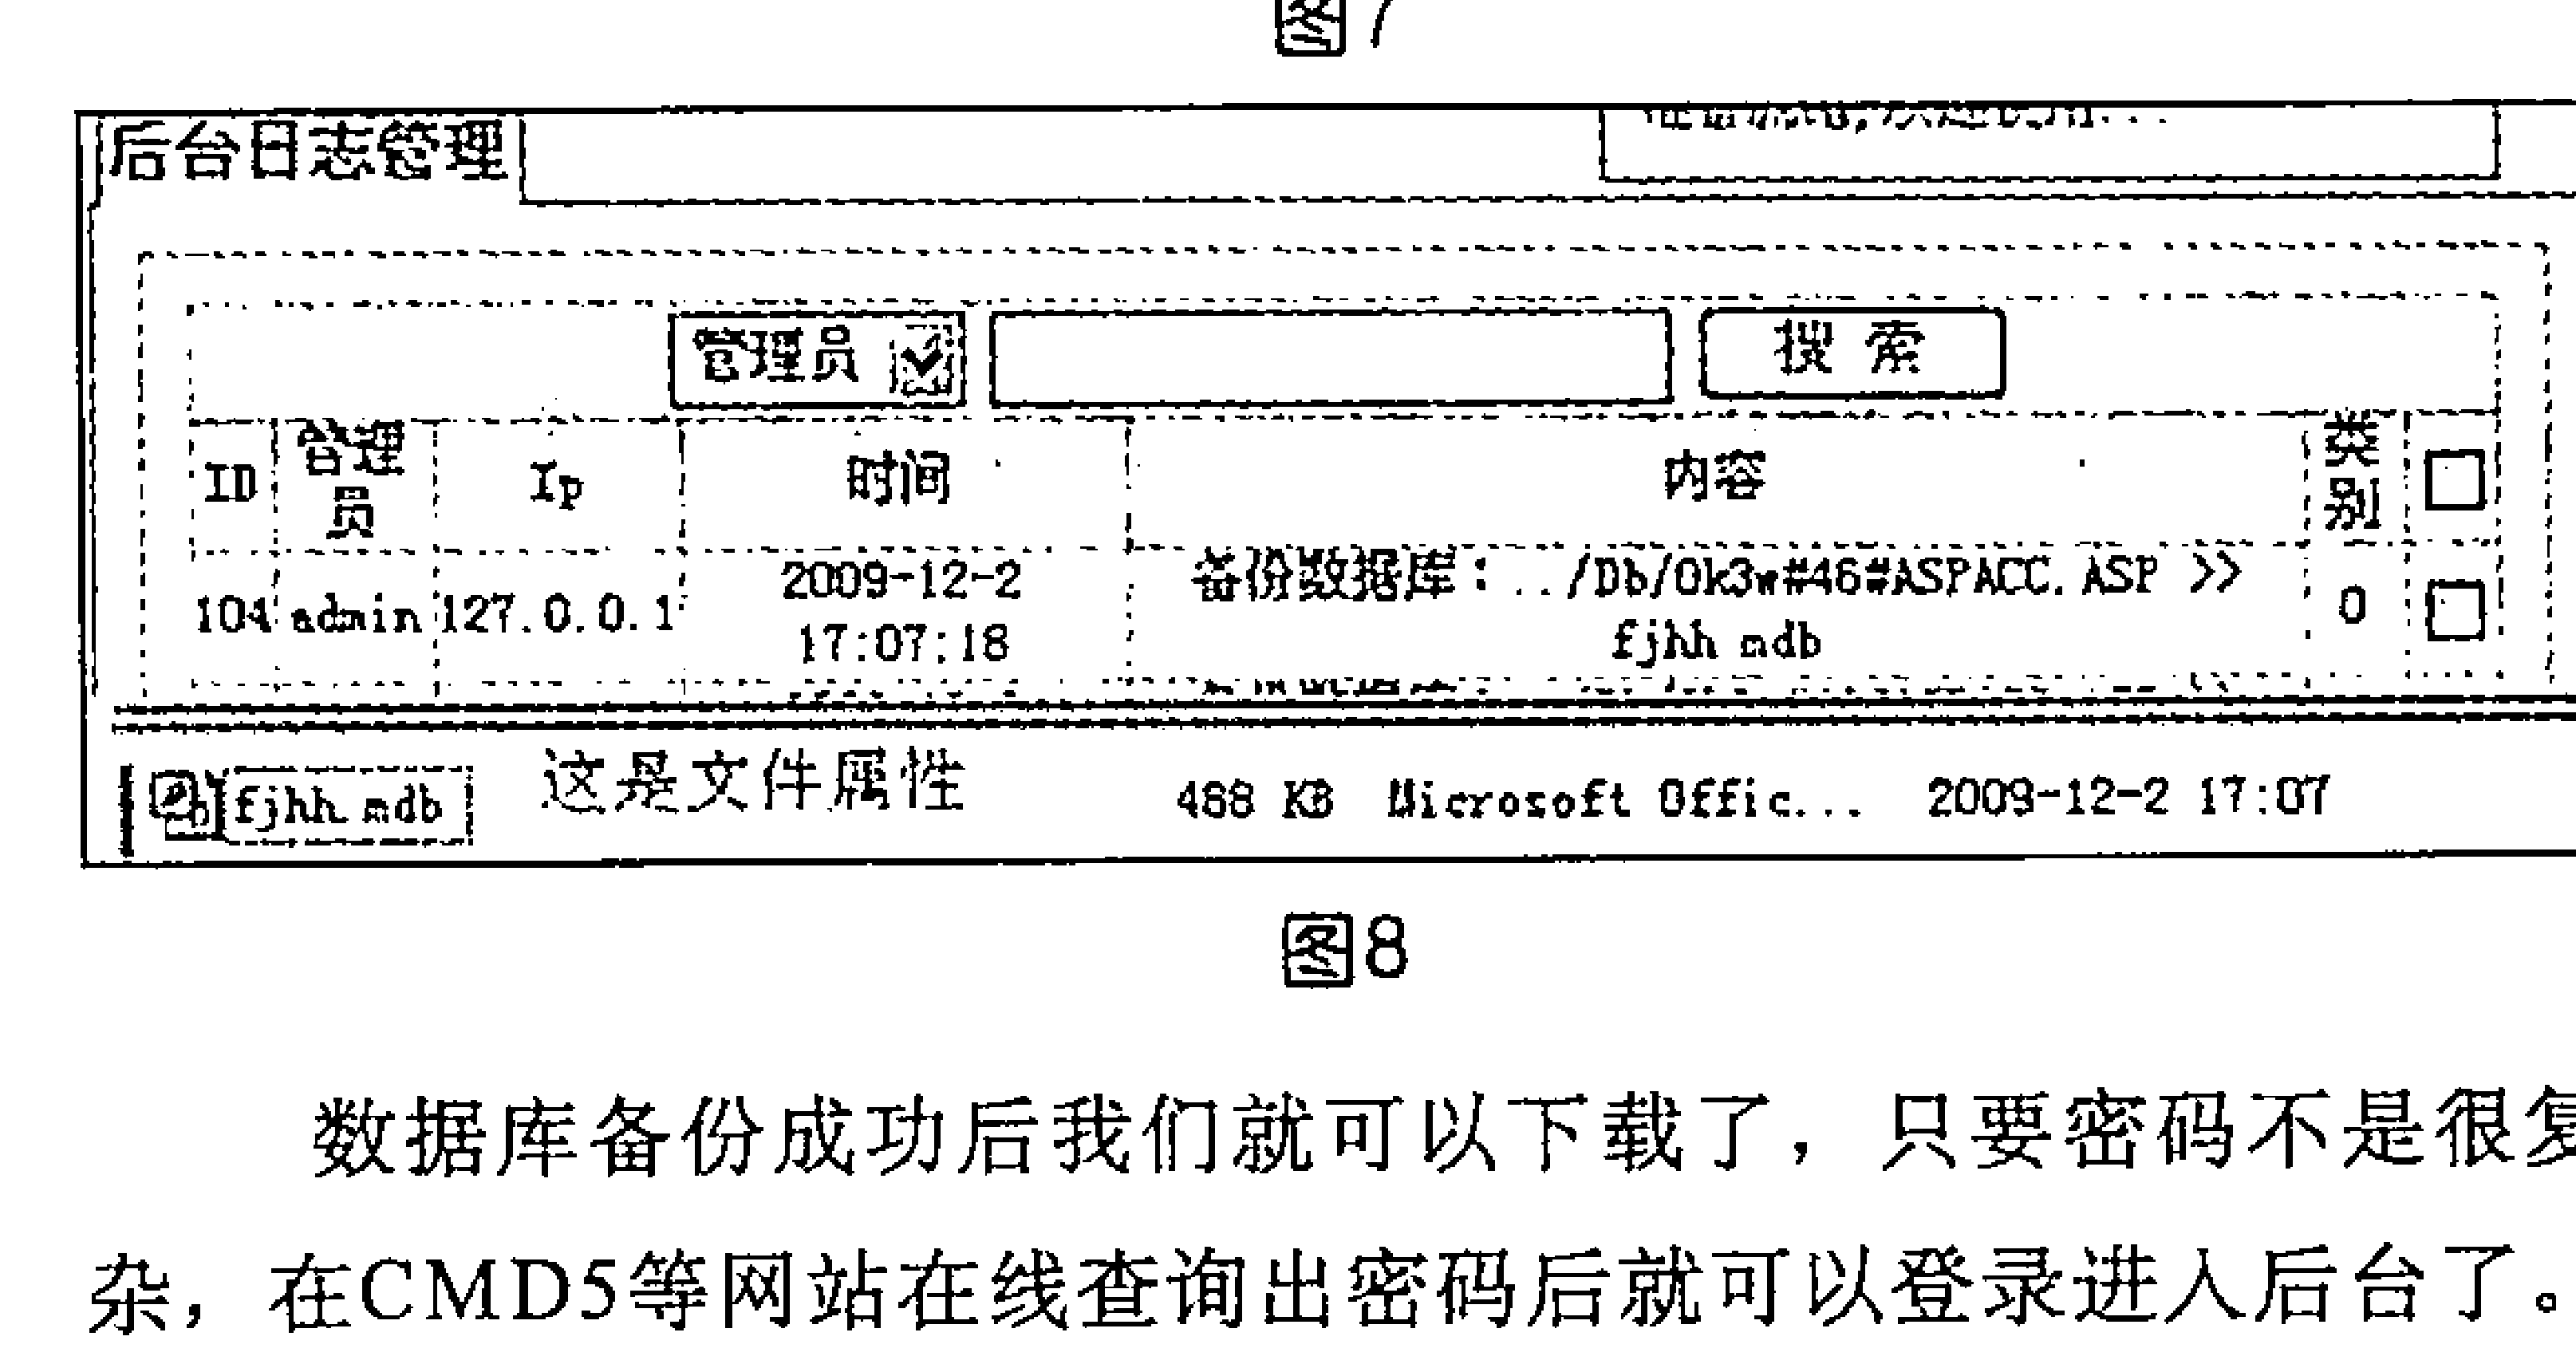 图7
后台日志管理
管理员 搜 索
ID 管理员 Ip 时间 内容 类别
104 admin 127.0.0.1 2009-12-2 17:07:18 备份数据库：../Db/Ok3w#46#ASPACC.ASP >> fjhh.mdb 0
fjhh.mdb 这是文件属性 488 KB Microsoft Offic... 2009-12-2 17:07
图8
数据库备份成功后我们就可以下载了，只要密码不是很复
杂，在CMD5等网站在线查询出密码后就可以登录进入后台了。